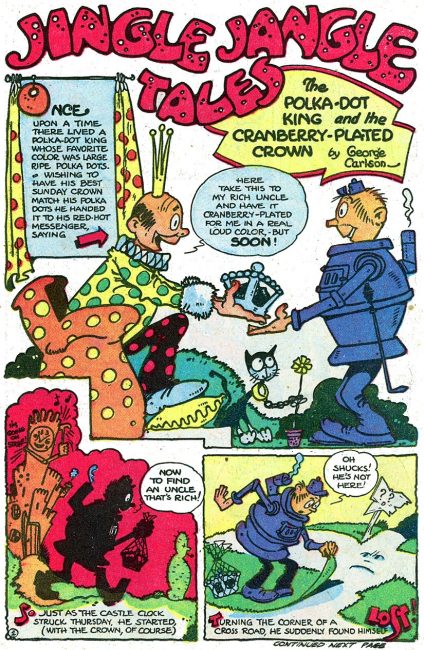 JINGLE JANGLE
TALES
The
POLKA-DOT
KING and the
CRANBERRY-PLATED
CROWN by George
Carlson
ONCE
UPON A TIME
THERE LIVED A
POLKA-DOT KING
WHOSE FAVORITE
COLOR WAS LARGE
RIPE POLKA DOTS.
WISHING TO
HAVE HIS BEST
SUNDAY CROWN
MATCH HIS POLKA
DOTS HE HANDED
IT TO HIS RED-HOT
MESSENGER,
SAYING
HERE
TAKE THIS TO
MY RICH UNCLE
AND HAVE IT
CRANBERRY-PLATED
FOR ME IN A REAL
LOUD COLOR, BUT
SOON!
NOW
TO FIND
AN UNCLE
THAT'S RICH!
SO JUST AS THE CASTLE CLOCK
STRUCK THURSDAY, HE STARTED,
(WITH THE CROWN, OF COURSE)
2
OH
SHUCKS!
HE'S NOT
HERE!
? ?
TURNING THE CORNER OF A
CROSS ROAD, HE SUDDENLY FOUND HIMSELF
LOST!
CONTINUED NEXT PAGE